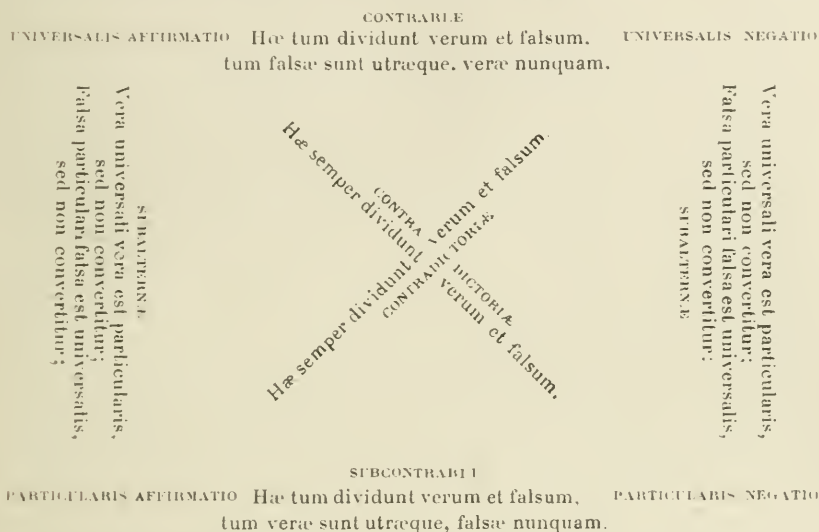 CONTRARIÆ
UNIVERSALIS AFFIRMATIO Hæ tum dividunt verum et falsum, UNIVERSALIS NEGATIO
tum falsæ sunt utræque, veræ nunquam.
Vera universali vera est particularis,
sed non convertitur;
Falsa particulari falsa est universalis,
sed non convertitur;
SUBALTERNÆ
Hæ semper dividunt verum et falsum.
CONTRADICTORIÆ
Hæ semper dividunt verum et falsum.
CONTRADICTORIÆ
Vera universali vera est particularis,
sed non convertitur;
Falsa particulari falsa est universalis,
sed non convertitur:
SUBALTERNÆ
SUBCONTRARII
PARTICULARIS AFFIRMATIO Hæ tum dividunt verum et falsum, PARTICULARIS NEGATIO
tum veræ sunt utræque, falsæ nunquam.